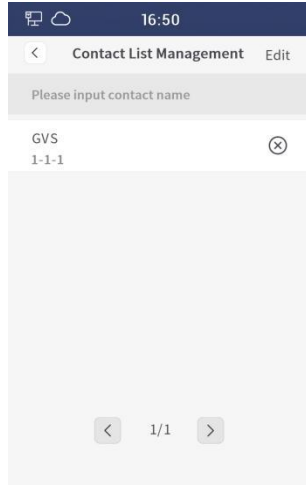 16:50
Contact List Management Edit
Please input contact name
GVS
1-1-1
1/1